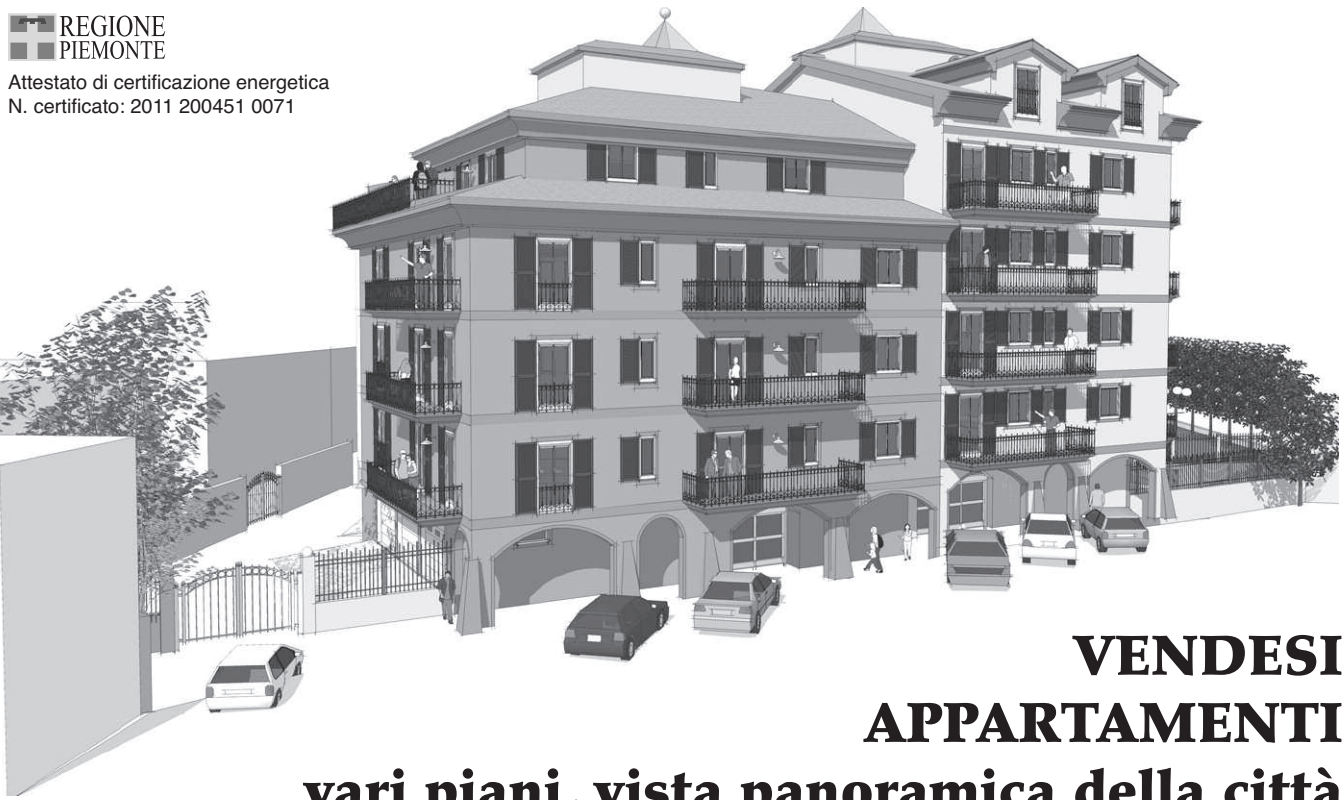 REGIONE
PIEMONTE
Attestato di certificazione energetica
N. certificato: 2011 200451 0071
VENDESI
APPARTAMENTI
vari piani, vista panoramica della città